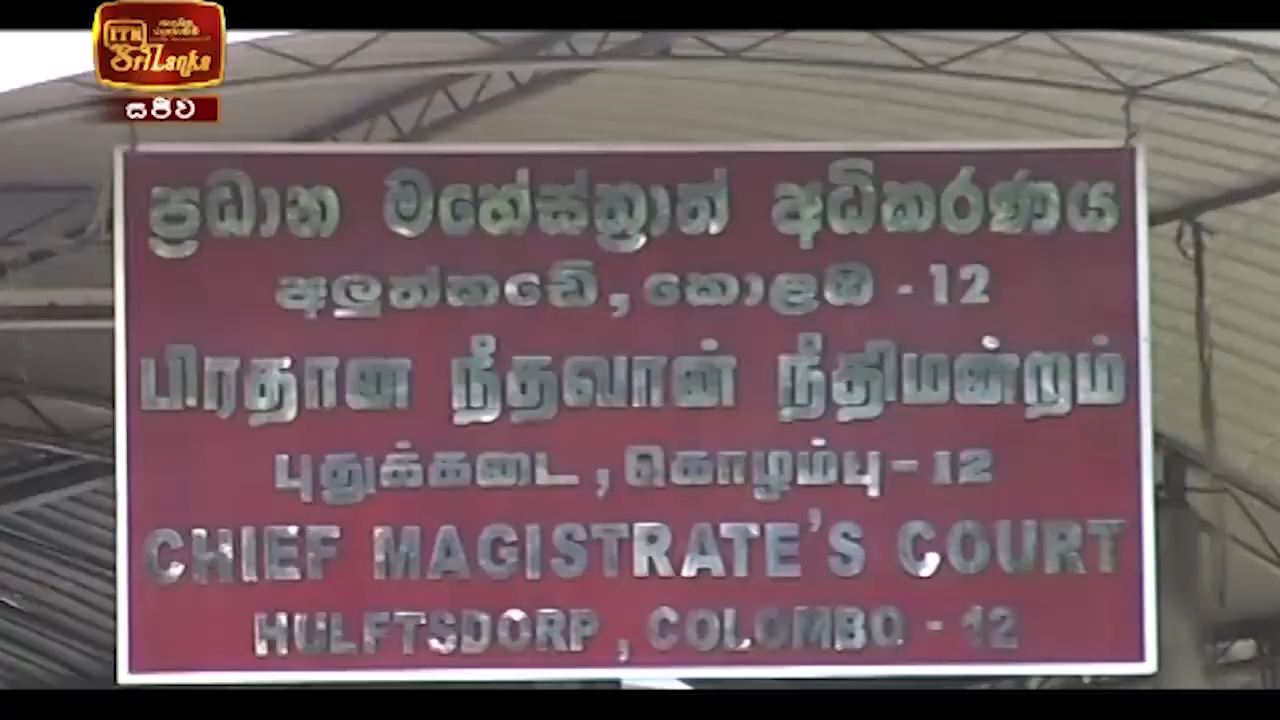 ITN
Sri Lanka
සජීව
ප්‍රධාන මහේස්ත්‍රාත් අධිකරණය
අලුත්කඩේ, කොළඹ - 12
பிரதான நீதவான் நீதிமன்றம்
புதுக்கடை, கொழும்பு - 12
CHIEF MAGISTRATE'S COURT
HULFTSDORP, COLOMBO - 12